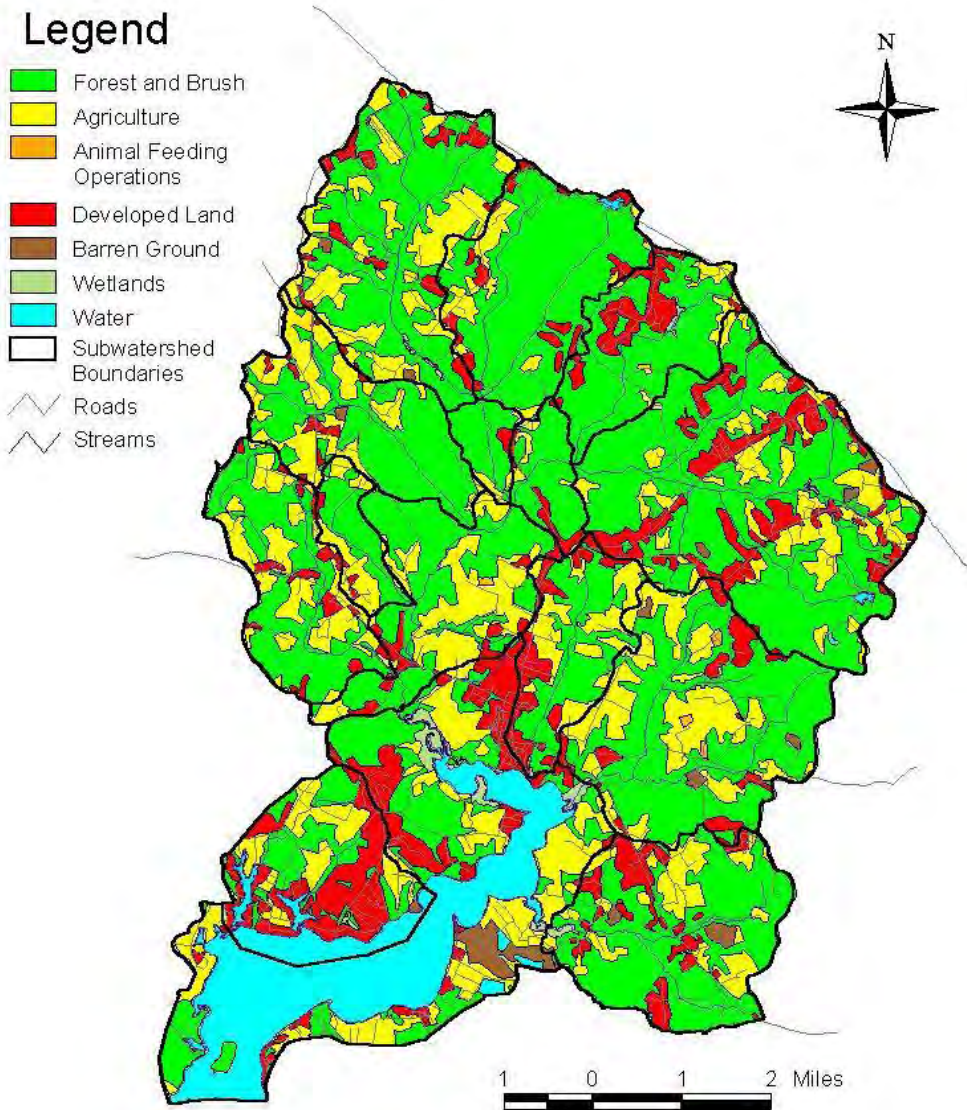 Legend
Forest and Brush
Agriculture
Animal Feeding
Operations
Developed Land
Barren Ground
Wetlands
Water
Subwatershed
Boundaries
Roads
Streams
N
1 0 1 2 Miles